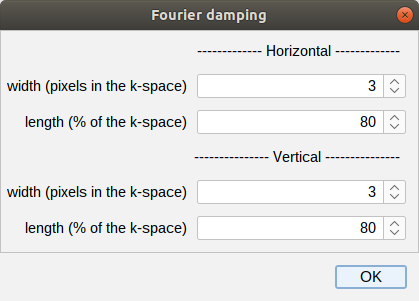 Fourier damping
------------- Horizontal -------------
width (pixels in the k-space) 3
length (% of the k-space) 80
--------------- Vertical ---------------
width (pixels in the k-space) 3
length (% of the k-space) 80
OK